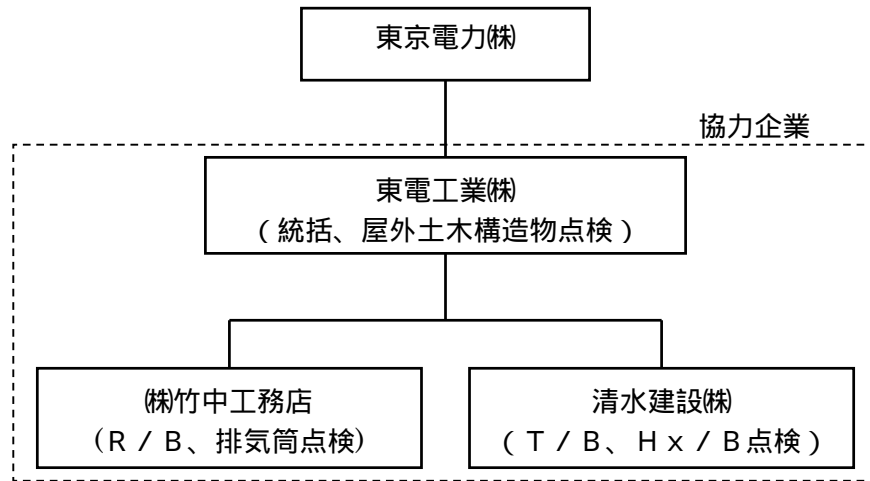 東京電力㈱
協力企業
東電工業㈱
（統括、屋外土木構造物点検）
㈱竹中工務店
(Ｒ／Ｂ、排気筒点検)
清水建設㈱
（Ｔ／Ｂ、Ｈｘ／Ｂ点検）